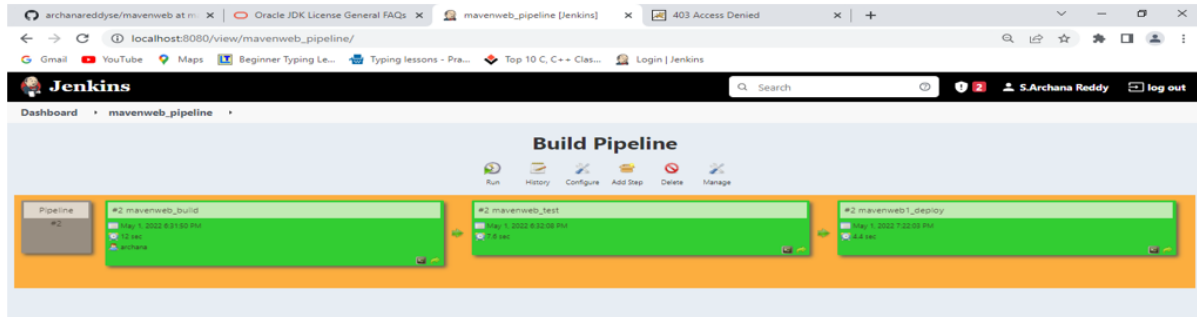 archanareddyse/mavenweb at m
Oracle JDK License General FAQs
mavenweb_pipeline [Jenkins]
403 Access Denied
localhost:8080/view/mavenweb_pipeline/
Gmail YouTube Maps Beginner Typing Le... Typing lessons - Pra... Top 10 C, C++ Clas... Login | Jenkins
Jenkins Search 2 S.Archana Reddy log out
Dashboard mavenweb_pipeline
Build Pipeline
Run History Configure Add Step Delete Manage
Pipeline
#2
#2 mavenweb_build
May 1, 2022 6:31:50 PM
12 sec
archana
#2 mavenweb_test
May 1, 2022 6:32:08 PM
7.6 sec
#2 mavenweb1_deploy
May 1, 2022 7:22:03 PM
4.4 sec